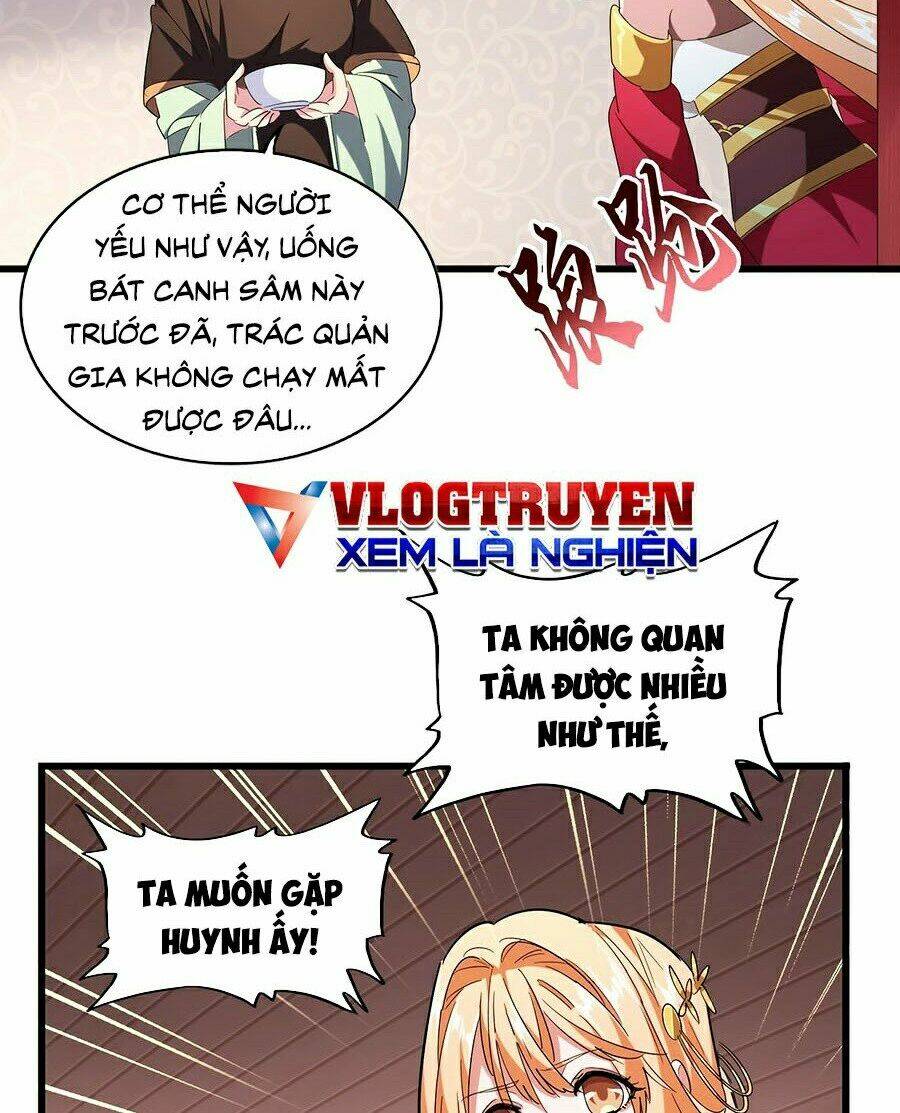 CƠ THỂ NGƯỜI
YẾU NHƯ VẬY, UỐNG
BÁT CANH SÂM NÀY
TRƯỚC ĐÃ, TRÁC QUẢN
GIA KHÔNG CHẠY MẤT
ĐƯỢC ĐÂU...
VLOGTRUYEN
XEM LÀ NGHIỆN
TA KHÔNG QUAN
TÂM ĐƯỢC NHIỀU
NHƯ THẾ,
TA MUỐN GẶP
HUYNH ẤY!